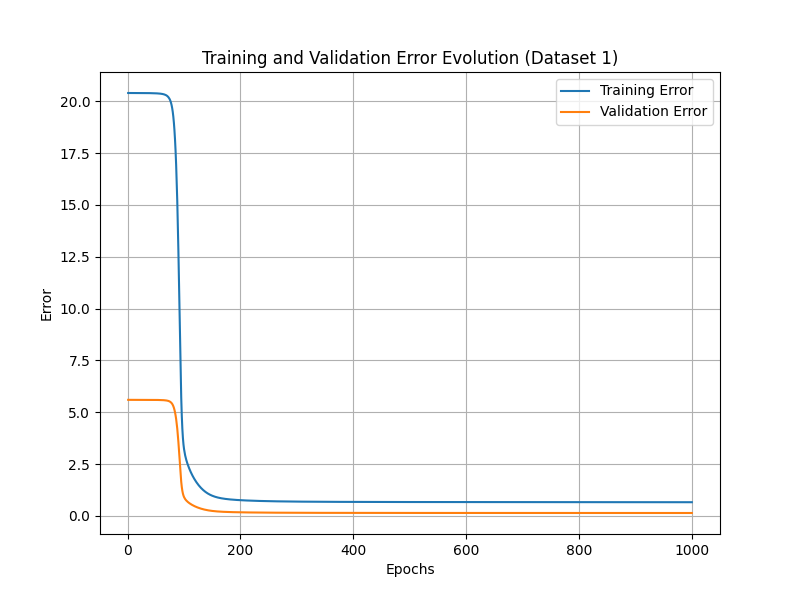 Training and Validation Error Evolution (Dataset 1)
Training Error
Validation Error
20.0
17.5
15.0
12.5
10.0
7.5
5.0
2.5
0.0
Error
0 200 400 600 800 1000
Epochs